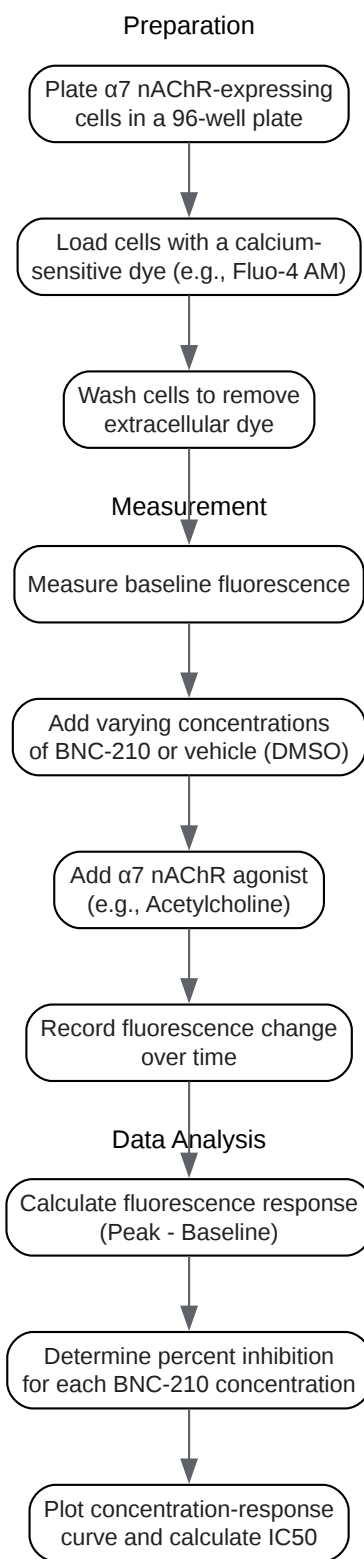 Preparation
Plate α7 nAChR-expressing
cells in a 96-well plate
Load cells with a calcium-
sensitive dye (e.g., Fluo-4 AM)
Wash cells to remove
extracellular dye
Measurement
Measure baseline fluorescence
Add varying concentrations
of BNC-210 or vehicle (DMSO)
Add α7 nAChR agonist
(e.g., Acetylcholine)
Record fluorescence change
over time
Data Analysis
Calculate fluorescence response
(Peak - Baseline)
Determine percent inhibition
for each BNC-210 concentration
Plot concentration-response
curve and calculate IC50